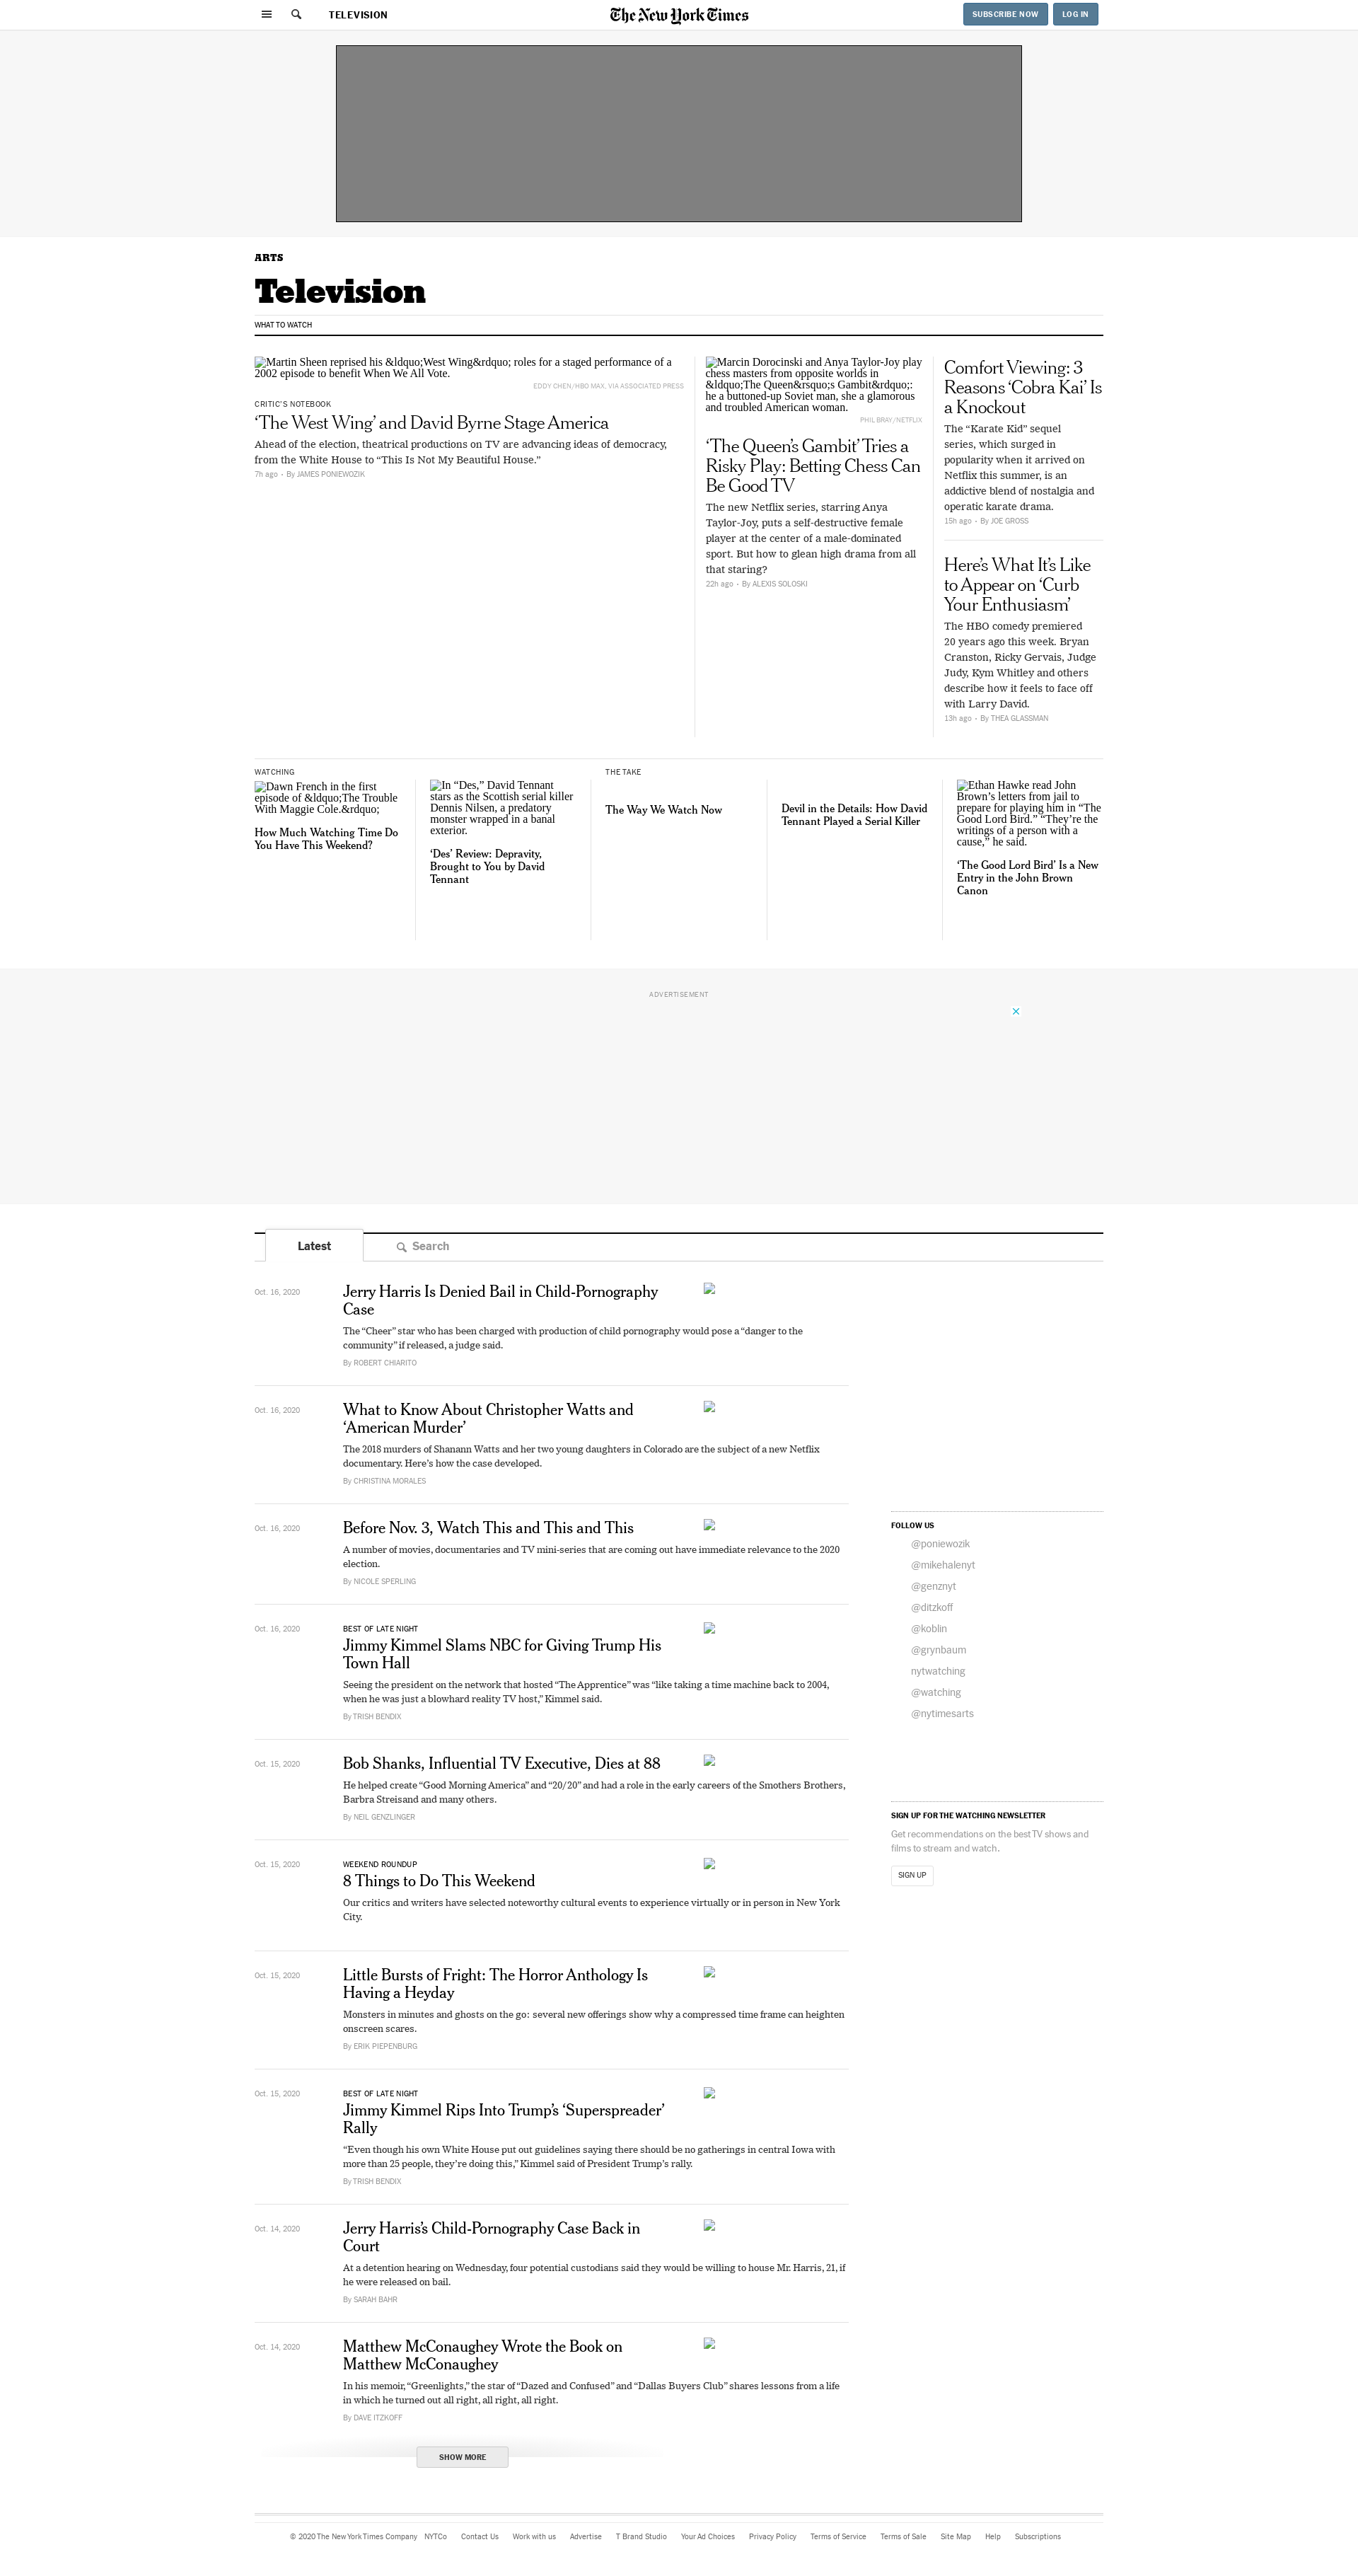 TELEVISION
The New York Times
SUBSCRIBE NOW
LOG IN
ARTS
Television
WHAT TO WATCH
Martin Sheen reprised his &ldquo;West Wing&rdquo; roles for a staged performance of a
2002 episode to benefit When We All Vote.
EDDY CHEN/HBO MAX, VIA ASSOCIATED PRESS
CRITIC'S NOTEBOOK
‘The West Wing’ and David Byrne Stage America
Ahead of the election, theatrical productions on TV are advancing ideas of democracy,
from the White House to “This Is Not My Beautiful House.”
7h ago • By JAMES PONIEWOZIK
Marcin Dorocinski and Anya Taylor-Joy play
chess masters from opposite worlds in
&ldquo;The Queen&rsquo;s Gambit&rdquo;:
he a buttoned-up Soviet man, she a glamorous
and troubled American woman.
PHIL BRAY/NETFLIX
‘The Queen’s Gambit’ Tries a
Risky Play: Betting Chess Can
Be Good TV
The new Netflix series, starring Anya
Taylor-Joy, puts a self-destructive female
player at the center of a male-dominated
sport. But how to glean high drama from all
that staring?
22h ago • By ALEXIS SOLOSKI
Comfort Viewing: 3
Reasons ‘Cobra Kai’ Is
a Knockout
The “Karate Kid” sequel
series, which surged in
popularity when it arrived on
Netflix this summer, is an
addictive blend of nostalgia and
operatic karate drama.
15h ago • By JOE GROSS
Here’s What It’s Like
to Appear on ‘Curb
Your Enthusiasm’
The HBO comedy premiered
20 years ago this week. Bryan
Cranston, Ricky Gervais, Judge
Judy, Kym Whitley and others
describe how it feels to face off
with Larry David.
13h ago • By THEA GLASSMAN
WATCHING
Dawn French in the first
episode of &ldquo;The Trouble
With Maggie Cole.&rdquo;
How Much Watching Time Do
You Have This Weekend?
In “Des,” David Tennant
stars as the Scottish serial killer
Dennis Nilsen, a predatory
monster wrapped in a banal
exterior.
‘Des’ Review: Depravity,
Brought to You by David
Tennant
THE TAKE
The Way We Watch Now
Devil in the Details: How David
Tennant Played a Serial Killer
Ethan Hawke read John
Brown’s letters from jail to
prepare for playing him in “The
Good Lord Bird.” “They’re the
writings of a person with a
cause,” he said.
‘The Good Lord Bird’ Is a New
Entry in the John Brown
Canon
ADVERTISEMENT
Latest
Search
Oct. 16, 2020
Jerry Harris Is Denied Bail in Child-Pornography
Case
The “Cheer” star who has been charged with production of child pornography would pose a “danger to the
community” if released, a judge said.
By ROBERT CHIARITO
Oct. 16, 2020
What to Know About Christopher Watts and
‘American Murder’
The 2018 murders of Shanann Watts and her two young daughters in Colorado are the subject of a new Netflix
documentary. Here’s how the case developed.
By CHRISTINA MORALES
Oct. 16, 2020
Before Nov. 3, Watch This and This and This
A number of movies, documentaries and TV mini-series that are coming out have immediate relevance to the 2020
election.
By NICOLE SPERLING
Oct. 16, 2020
BEST OF LATE NIGHT
Jimmy Kimmel Slams NBC for Giving Trump His
Town Hall
Seeing the president on the network that hosted “The Apprentice” was “like taking a time machine back to 2004,
when he was just a blowhard reality TV host,” Kimmel said.
By TRISH BENDIX
Oct. 15, 2020
Bob Shanks, Influential TV Executive, Dies at 88
He helped create “Good Morning America” and “20/20” and had a role in the early careers of the Smothers Brothers,
Barbra Streisand and many others.
By NEIL GENZLINGER
Oct. 15, 2020
WEEKEND ROUNDUP
8 Things to Do This Weekend
Our critics and writers have selected noteworthy cultural events to experience virtually or in person in New York
City.
Oct. 15, 2020
Little Bursts of Fright: The Horror Anthology Is
Having a Heyday
Monsters in minutes and ghosts on the go: several new offerings show why a compressed time frame can heighten
onscreen scares.
By ERIK PIEPENBURG
Oct. 15, 2020
BEST OF LATE NIGHT
Jimmy Kimmel Rips Into Trump’s ‘Superspreader’
Rally
“Even though his own White House put out guidelines saying there should be no gatherings in central Iowa with
more than 25 people, they’re doing this,” Kimmel said of President Trump’s rally.
By TRISH BENDIX
Oct. 14, 2020
Jerry Harris’s Child-Pornography Case Back in
Court
At a detention hearing on Wednesday, four potential custodians said they would be willing to house Mr. Harris, 21, if
he were released on bail.
By SARAH BAHR
Oct. 14, 2020
Matthew McConaughey Wrote the Book on
Matthew McConaughey
In his memoir, “Greenlights,” the star of “Dazed and Confused” and “Dallas Buyers Club” shares lessons from a life
in which he turned out all right, all right, all right.
By DAVE ITZKOFF
SHOW MORE
FOLLOW US
@poniewozik
@mikehalenyt
@genznyt
@ditzkoff
@koblin
@grynbaum
nytwatching
@watching
@nytimesarts
SIGN UP FOR THE WATCHING NEWSLETTER
Get recommendations on the best TV shows and
films to stream and watch.
SIGN UP
© 2020 The New York Times Company NYTCo Contact Us Work with us Advertise T Brand Studio Your Ad Choices Privacy Policy Terms of Service Terms of Sale Site Map Help Subscriptions